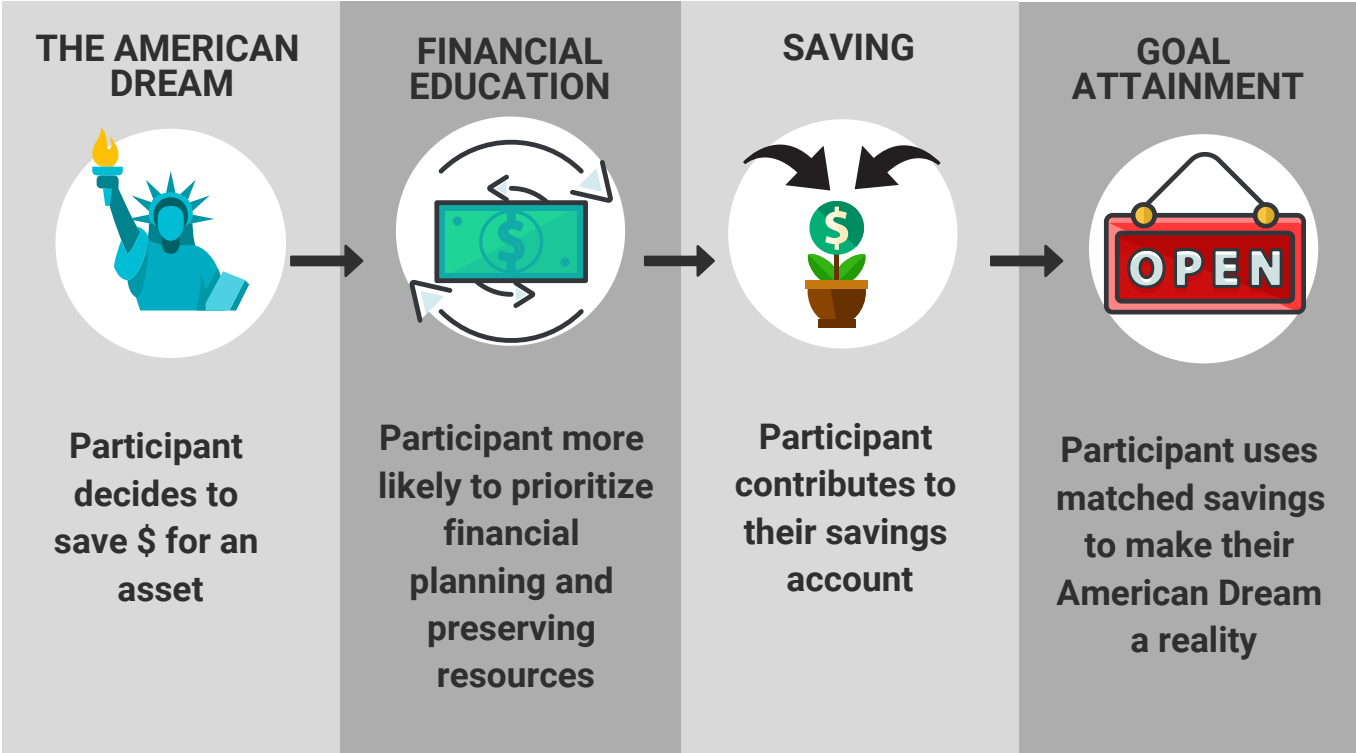 THE AMERICAN
DREAM
Participant
decides to
save $ for an
asset
FINANCIAL
EDUCATION
$
Participant more
likely to prioritize
financial
planning and
preserving
resources
SAVING
$
Participant
contributes to
their savings
account
GOAL
ATTAINMENT
OPEN
Participant uses
matched savings
to make their
American Dream
a reality